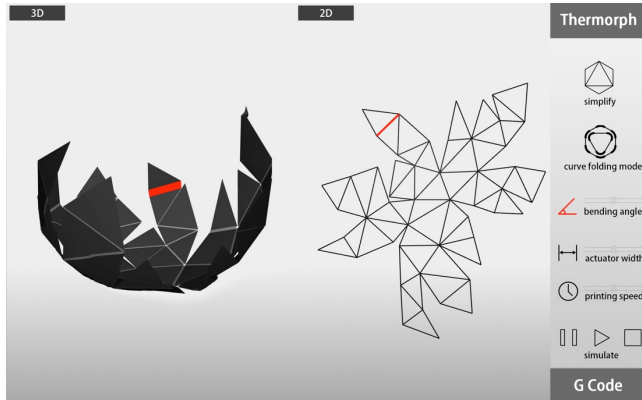 3D
2D
Thermorph
simplify
curve folding mode
bending angle
actuator width
printing speed
simulate
G Code